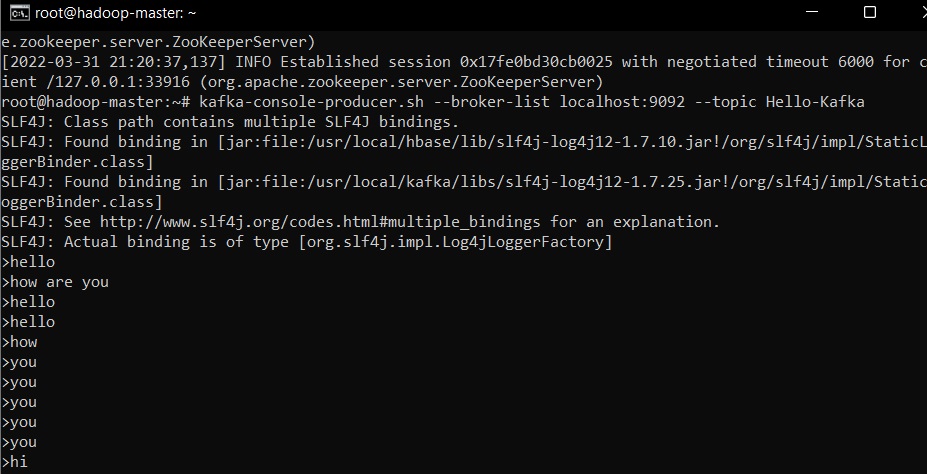 root@hadoop-master: ~
e.zookeeper.server.ZooKeeperServer)
[2022-03-31 21:20:37,137] INFO Established session 0x17fe0bd30cb0025 with negotiated timeout 6000 for c
ient /127.0.0.1:33916 (org.apache.zookeeper.server.ZooKeeperServer)
root@hadoop-master:~# kafka-console-producer.sh --broker-list localhost:9092 --topic Hello-Kafka
SLF4J: Class path contains multiple SLF4J bindings.
SLF4J: Found binding in [jar:file:/usr/local/hbase/lib/slf4j-log4j12-1.7.10.jar!/org/slf4j/impl/StaticL
ggerBinder.class]
SLF4J: Found binding in [jar:file:/usr/local/kafka/libs/slf4j-log4j12-1.7.25.jar!/org/slf4j/impl/Static
oggerBinder.class]
SLF4J: See http://www.slf4j.org/codes.html#multiple_bindings for an explanation.
SLF4J: Actual binding is of type [org.slf4j.impl.Log4jLoggerFactory]
>hello
>how are you
>hello
>hello
>how
>you
>you
>you
>you
>you
>hi